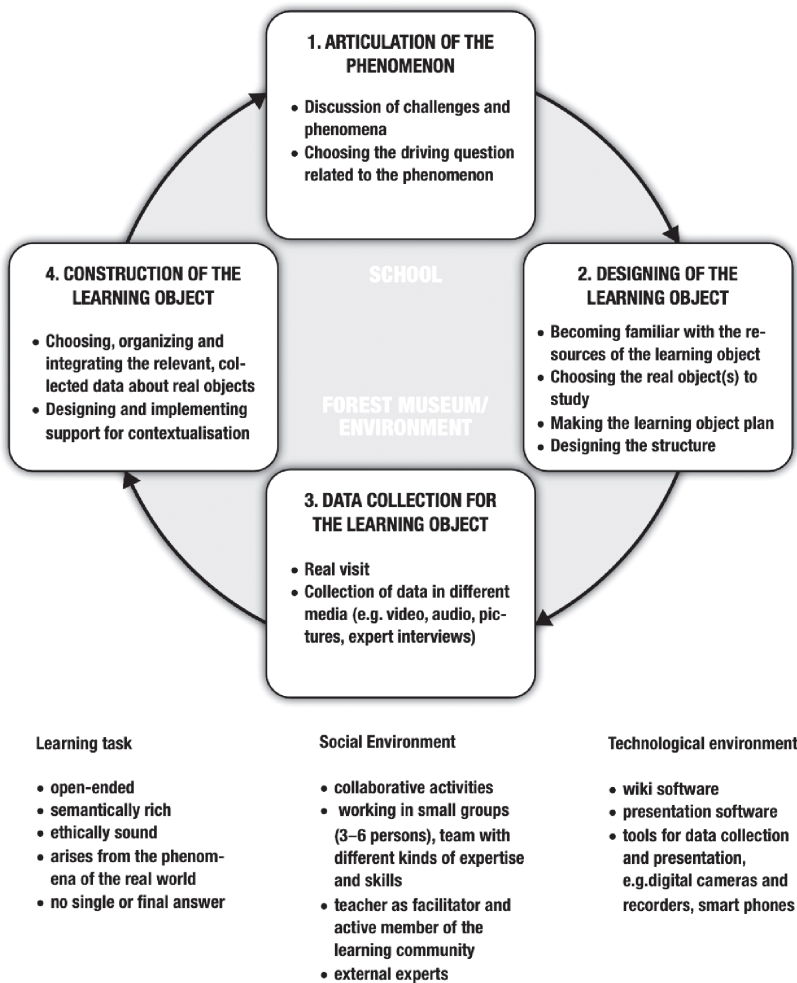 1. ARTICULATION OF THE
PHENOMENON
• Discussion of challenges and
phenomena
• Choosing the driving question
related to the phenomenon
SCHOOL
4. CONSTRUCTION OF THE
LEARNING OBJECT
• Choosing, organizing and
integrating the relevant, col-
lected data about real objects
• Designing and implementing
support for contextualisation
2. DESIGNING OF THE
LEARNING OBJECT
• Becoming familiar with the re-
sources of the learning object
• Choosing the real object(s) to
study
• Making the learning object plan
• Designing the structure
FOREST MUSEUM/
ENVIRONMENT
3. DATA COLLECTION FOR
THE LEARNING OBJECT
• Real visit
• Collection of data in different
media (e.g. video, audio, pic-
tures, expert interviews)
Learning task
• open-ended
• semantically rich
• ethically sound
• arises from the phenom-
ena of the real world
• no single or final answer
Social Environment
• collaborative activities
• working in small groups
(3–6 persons), team with
different kinds of expertise
and skills
• teacher as facilitator and
active member of the
learning community
• external experts
Technological environment
• wiki software
• presentation software
• tools for data collection
and presentation,
e.g.digital cameras and
recorders, smart phones